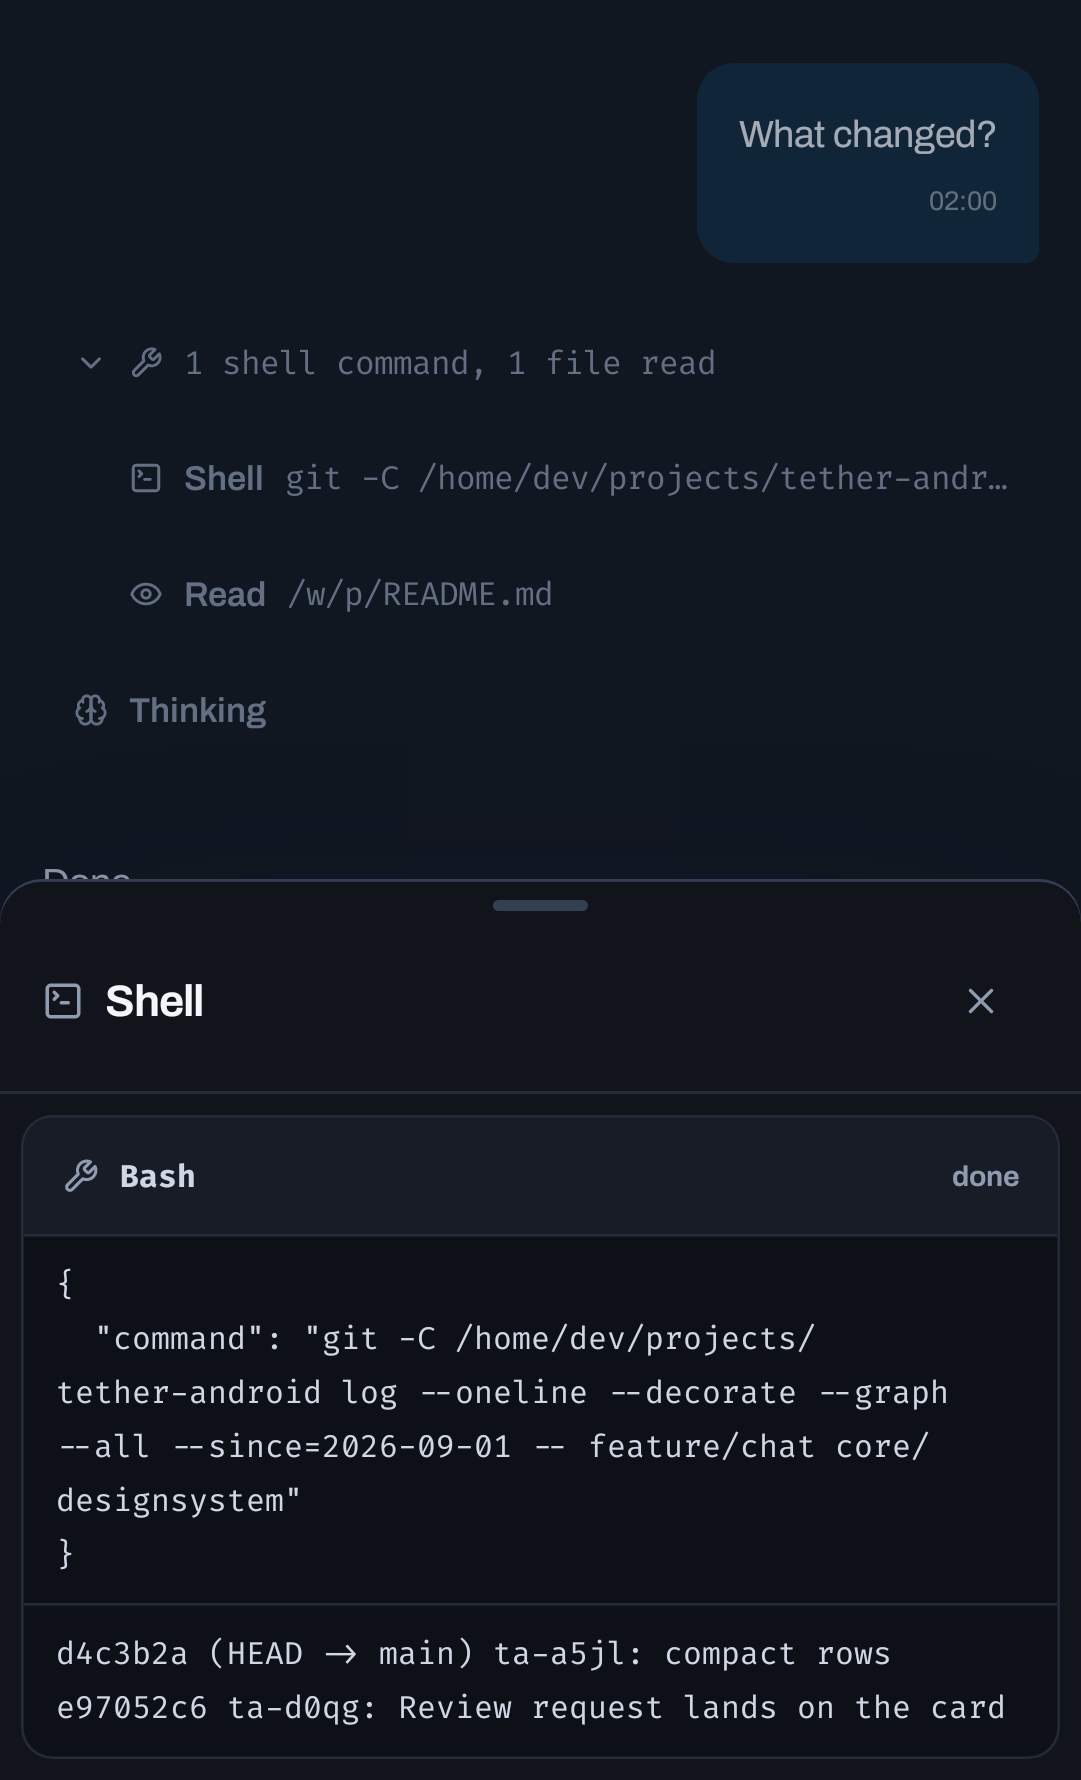 What changed?
02:00
1 shell command, 1 file read
Shell git -C /home/dev/projects/tether-andr…
Read /w/p/README.md
Thinking
Done
Shell
Bash
done
{
  "command": "git -C /home/dev/projects/
tether-android log --oneline --decorate --graph
--all --since=2026-09-01 -- feature/chat core/
designsystem"
}
d4c3b2a (HEAD -> main) ta-a5jl: compact rows
e97052c6 ta-d0qg: Review request lands on the card